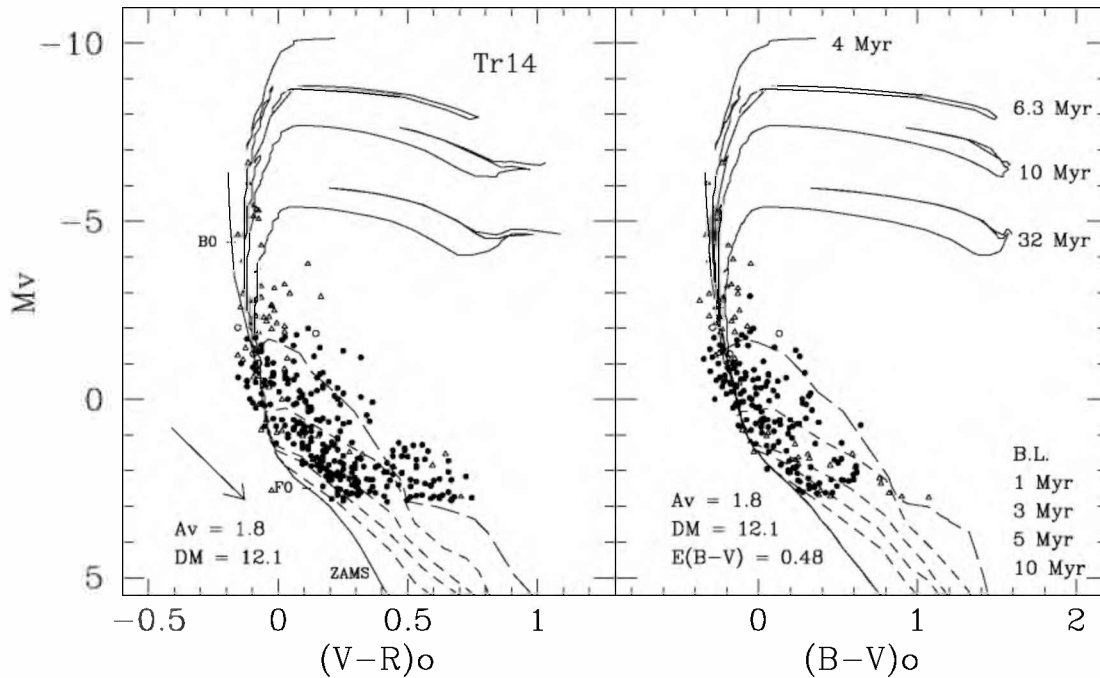 Tr14
-10
-5
0
5
Mv
B0
F0
ZAMS
Av = 1.8
DM = 12.1
-0.5 0 0.5 1
(V-R)o
4 Myr
6.3 Myr
10 Myr
32 Myr
B.L.
1 Myr
3 Myr
5 Myr
10 Myr
Av = 1.8
DM = 12.1
E(B-V) = 0.48
0 1 2
(B-V)o